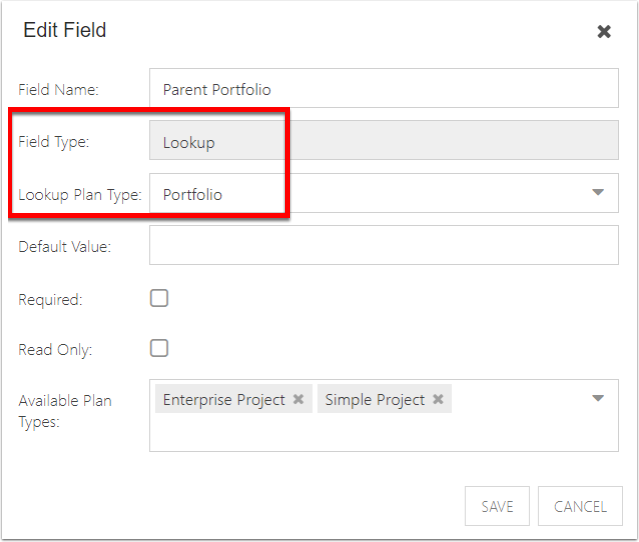 Edit Field
Field Name: Parent Portfolio
Field Type: Lookup
Lookup Plan Type: Portfolio
Default Value:
Required:
Read Only:
Available Plan Enterprise Project Simple Project
Types:
SAVE CANCEL